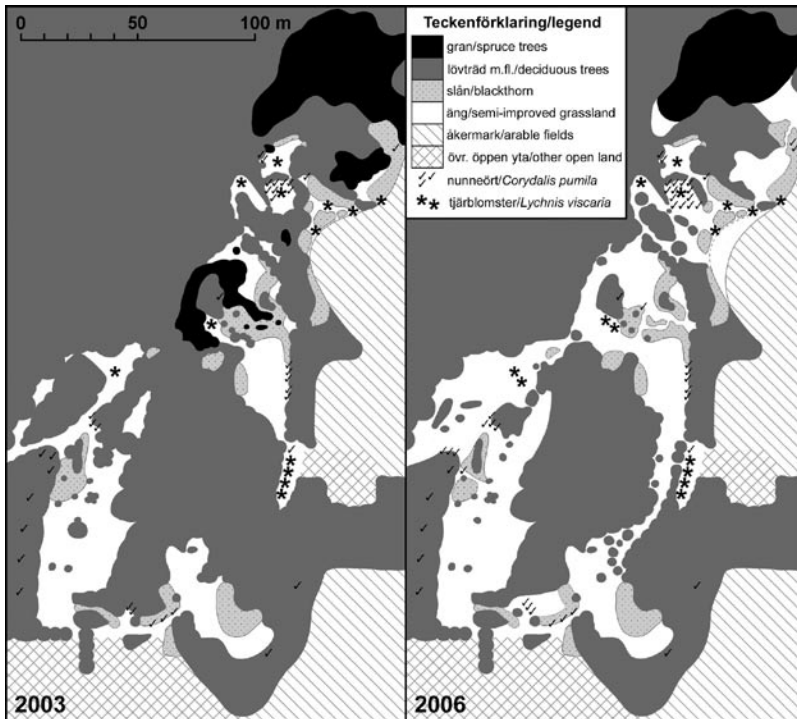 0 50 100 m
Teckenförklaring/legend
gran/spruce trees
lövträd m.fl./deciduous trees
slån/blackthorn
äng/semi-improved grassland
åkermark/arable fields
övr. öppen yta/other open land
nunneört/Corydalis pumila
tjärblomster/Lychnis viscaria
2003
2006